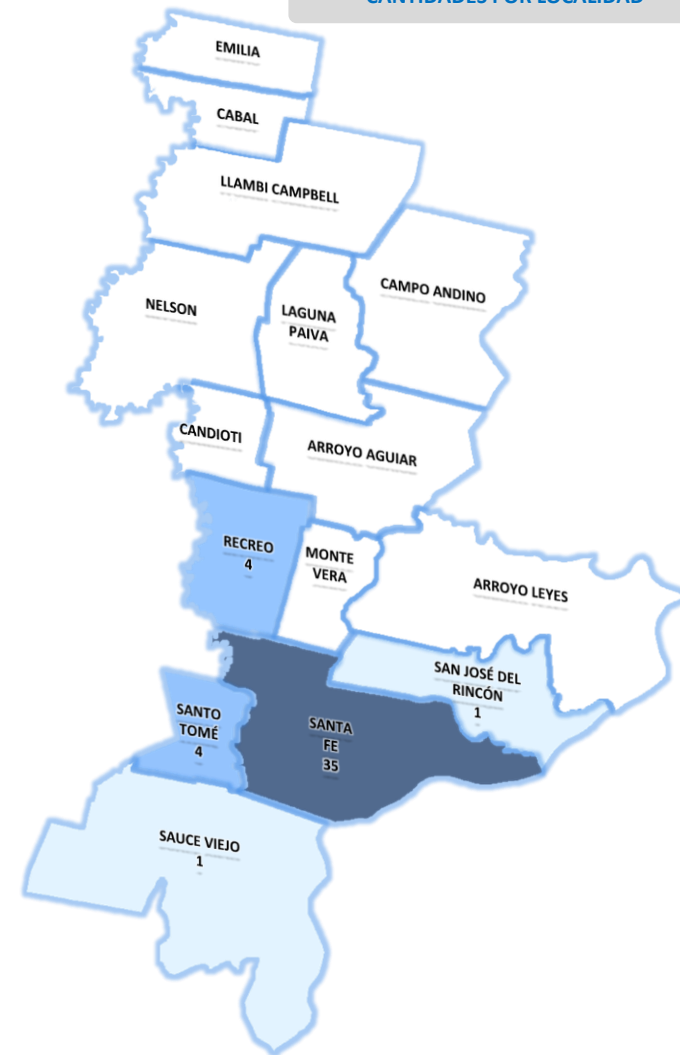 CANTIDADES POR LOCALIDAD
EMILIA
CABAL
LLAMBI CAMPBELL
CAMPO ANDINO
NELSON
LAGUNA
PAIVA
CANDIOTI
ARROYO AGUIAR
RECREO
4
MONTE
VERA
ARROYO LEYES
SAN JOSÉ DEL
RINCÓN
1
SANTO
TOMÉ
4
SANTA
FE
35
SAUCE VIEJO
1